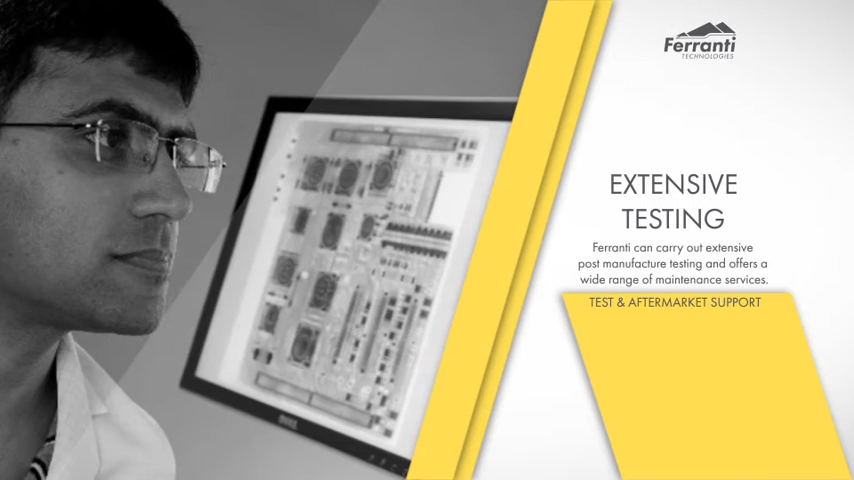 Ferranti
TECHNOLOGIES
EXTENSIVE
TESTING
Ferranti can carry out extensive
post manufacture testing and offers a
wide range of maintenance services.
TEST & AFTERMARKET SUPPORT